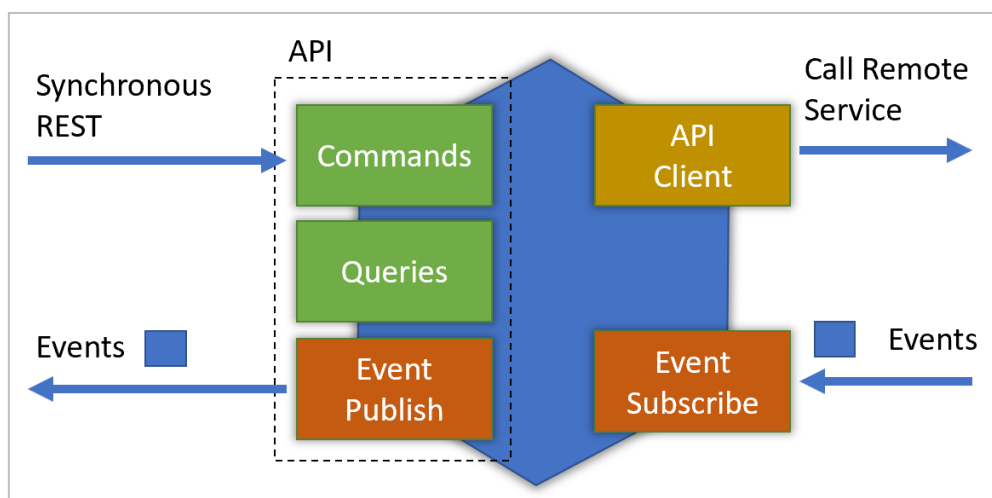 API
Synchronous
REST
Commands
Queries
Events
Event
Publish
API
Client
Call Remote
Service
Event
Subscribe
Events